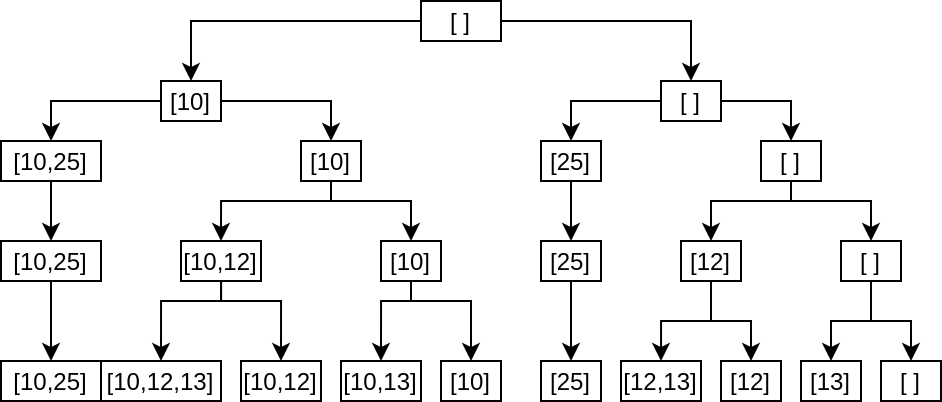 [ ]
[10] [ ]
[10,25] [10] [25] [ ]
[10,25] [10,12] [10] [25] [12] [ ]
[10,25] [10,12,13] [10,12] [10,13] [10] [25] [12,13] [12] [13] [ ]